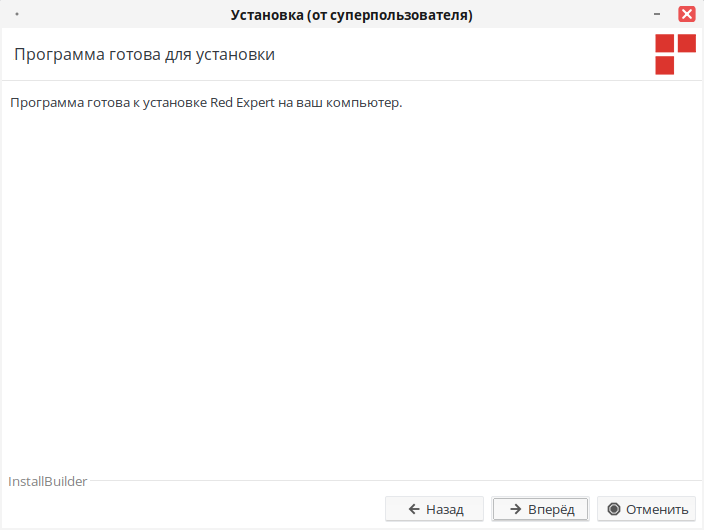 Установка (от суперпользователя)
Программа готова для установки
Программа готова к установке Red Expert на ваш компьютер.
InstallBuilder
Назад
Вперёд
Отменить